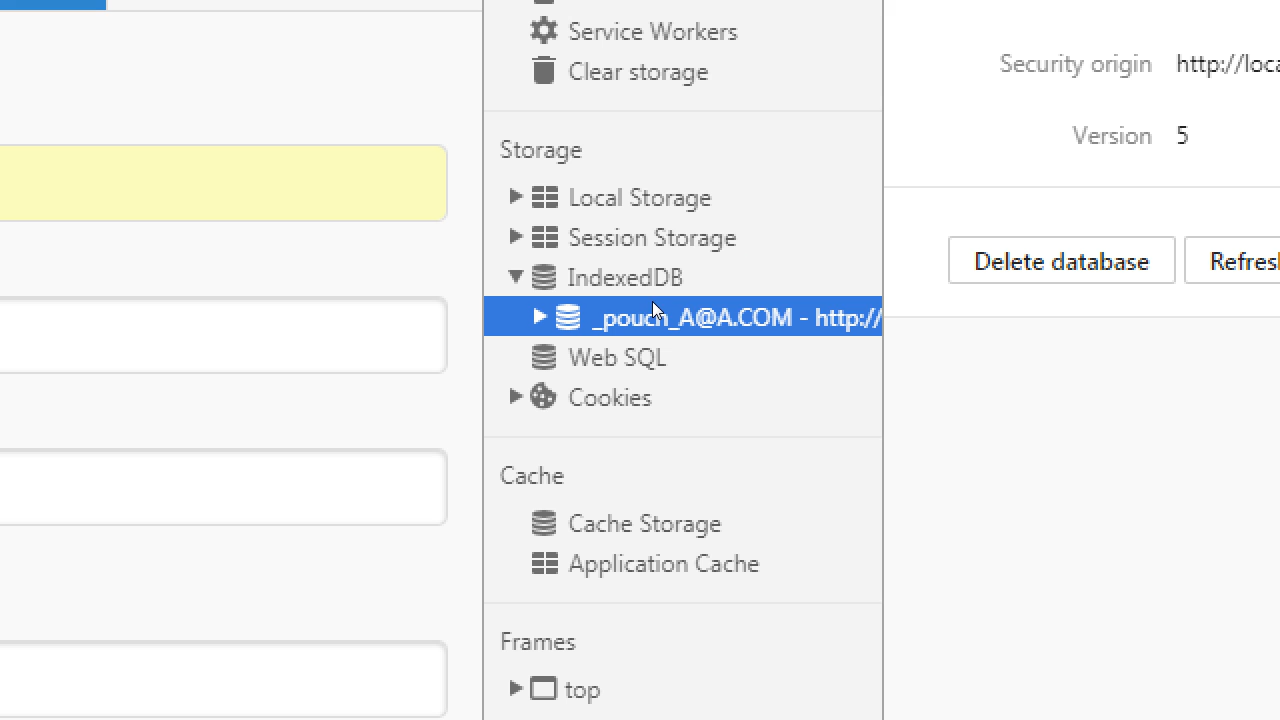 Service Workers
Clear storage
Storage
Local Storage
Session Storage
IndexedDB
_pouch_A@A.COM - http://
Web SQL
Cookies
Cache
Cache Storage
Application Cache
Frames
top
Security origin http://loca
Version 5
Delete database Refresh